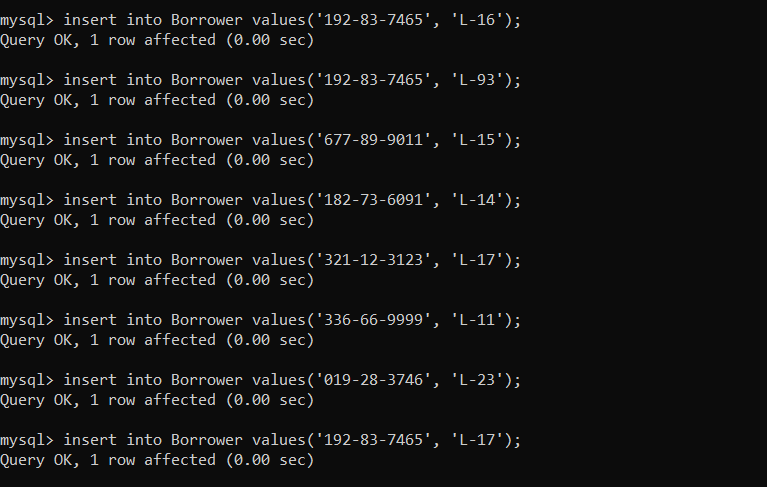 mysql> insert into Borrower values('192-83-7465', 'L-16');
Query OK, 1 row affected (0.00 sec)
mysql> insert into Borrower values('192-83-7465', 'L-93');
Query OK, 1 row affected (0.00 sec)
mysql> insert into Borrower values('677-89-9011', 'L-15');
Query OK, 1 row affected (0.00 sec)
mysql> insert into Borrower values('182-73-6091', 'L-14');
Query OK, 1 row affected (0.00 sec)
mysql> insert into Borrower values('321-12-3123', 'L-17');
Query OK, 1 row affected (0.00 sec)
mysql> insert into Borrower values('336-66-9999', 'L-11');
Query OK, 1 row affected (0.00 sec)
mysql> insert into Borrower values('019-28-3746', 'L-23');
Query OK, 1 row affected (0.00 sec)
mysql> insert into Borrower values('192-83-7465', 'L-17');
Query OK, 1 row affected (0.00 sec)